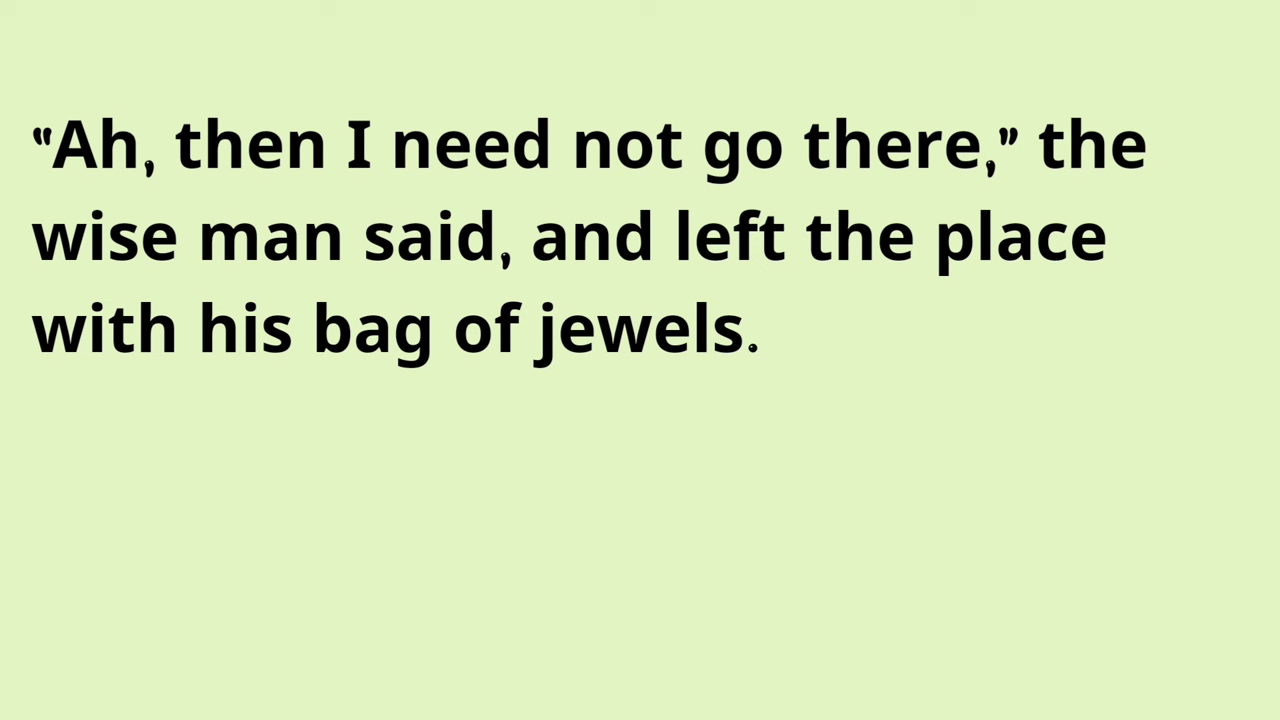 “Ah, then I need not go there,” the
wise man said, and left the place
with his bag of jewels.